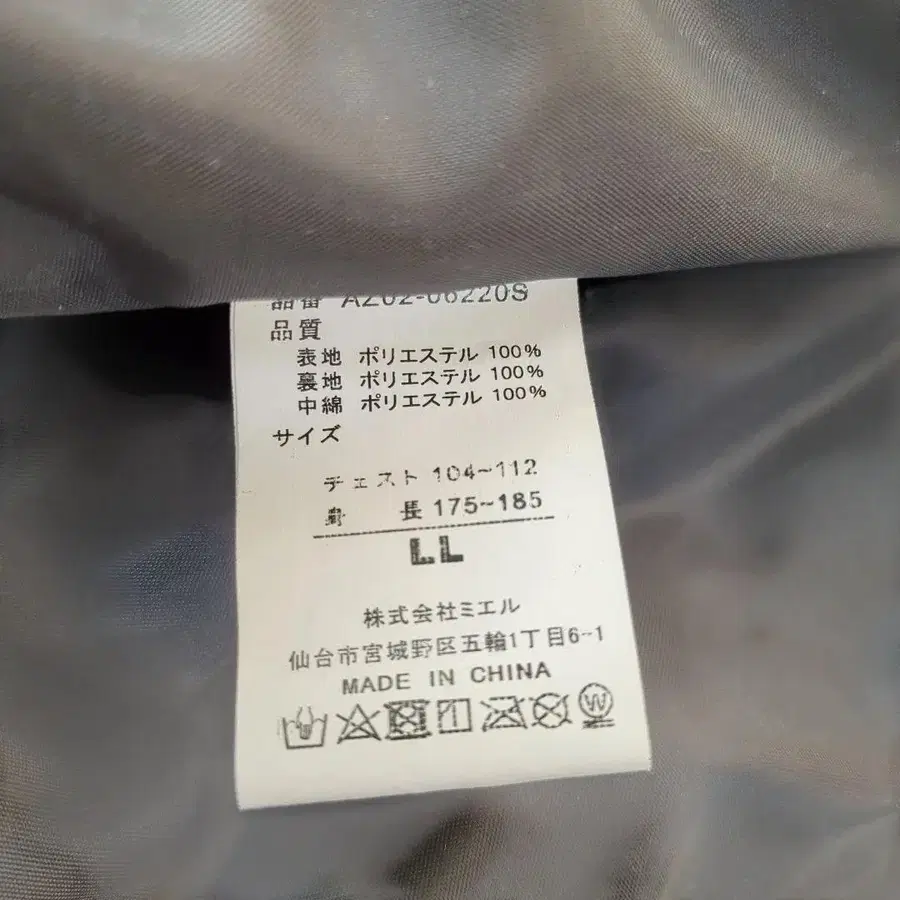 品番 AZ02-06220S
品質
表地 ポリエステル 100%
裏地 ポリエステル 100%
中綿 ポリエステル 100%
サイズ
チェスト 104~112
身長 175~185
LL
株式会社ミエル
仙台市宮城野区五輪1丁目6-1
MADE IN CHINA